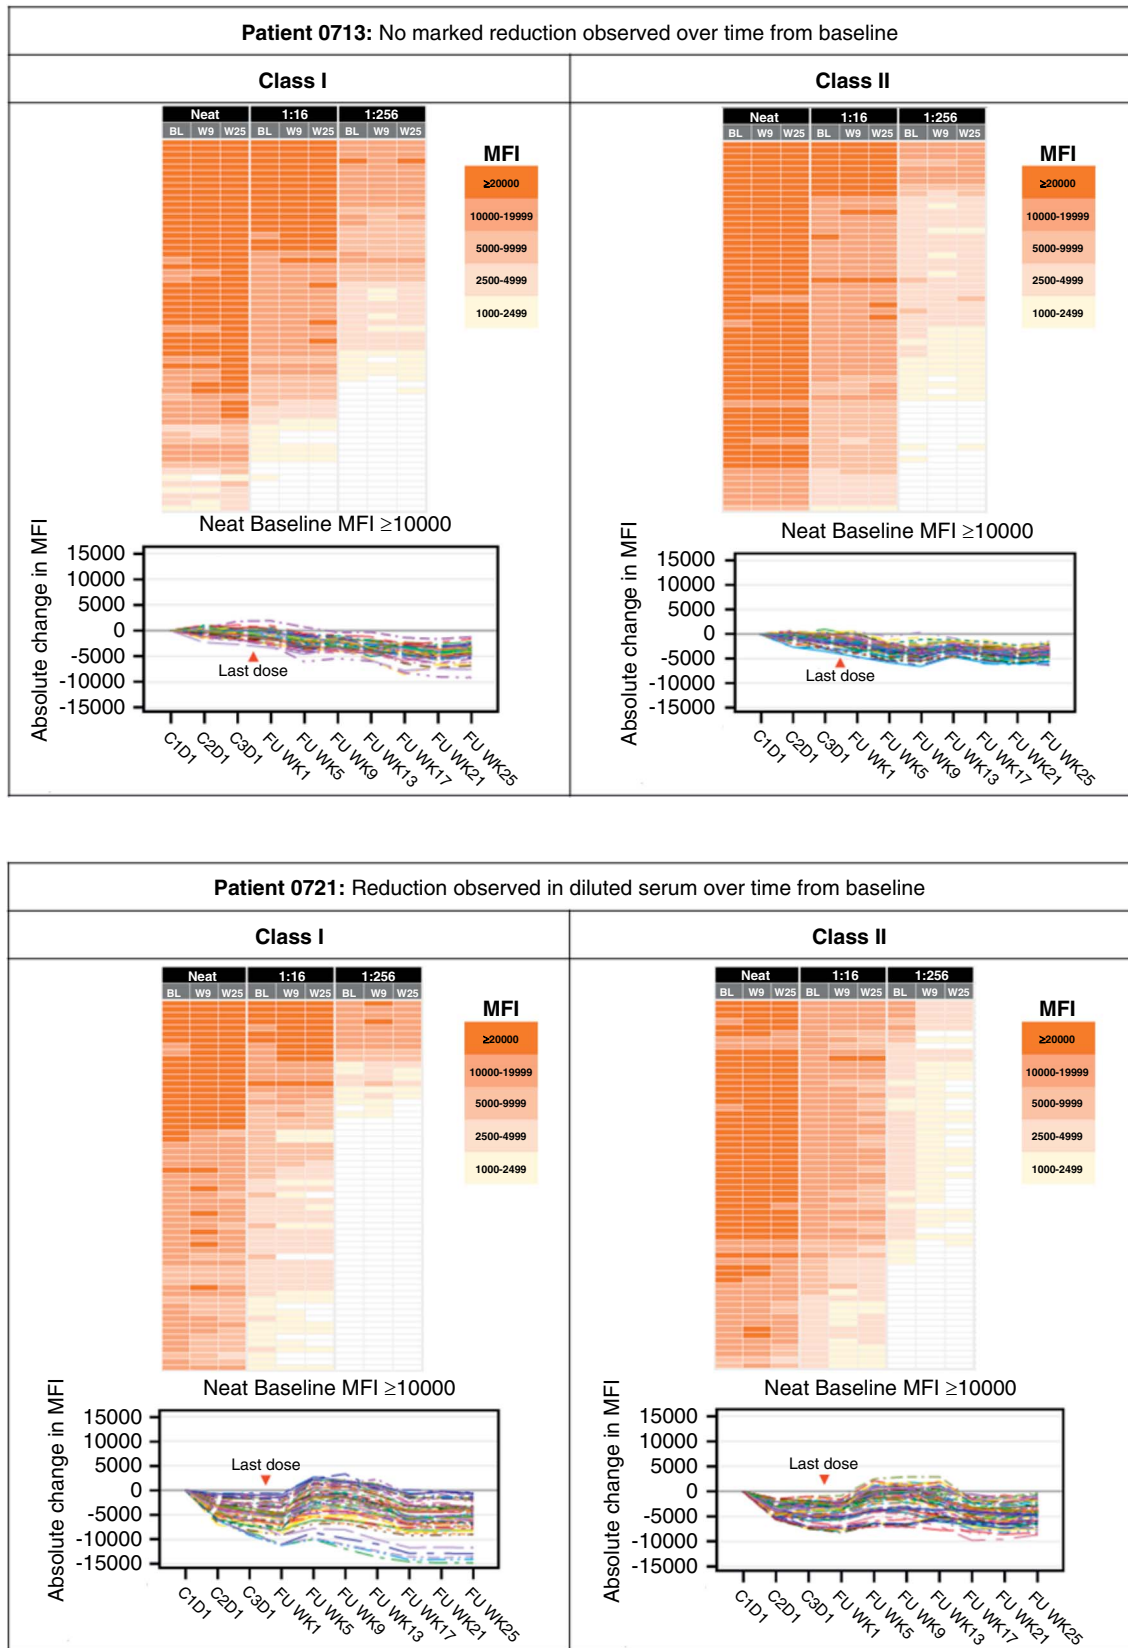 Patient 0713: No marked reduction observed over time from baseline
Class I
Class II
Neat 1:16 1:256
BL W9 W25 BL W9 W25 BL W9 W25
MFI
≥20000
10000-19999
5000-9999
2500-4999
1000-2499
Neat 1:16 1:256
BL W9 W25 BL W9 W25 BL W9 W25
MFI
≥20000
10000-19999
5000-9999
2500-4999
1000-2499
Neat Baseline MFI ≥10000
Absolute change in MFI
15000
10000
5000
0
-5000
-10000
-15000
Last dose
C1D1 C2D1 C3D1 FU WK1 FU WK5 FU WK9 FU WK13 FU WK17 FU WK21 FU WK25
Neat Baseline MFI ≥10000
Absolute change in MFI
15000
10000
5000
0
-5000
-10000
-15000
Last dose
C1D1 C2D1 C3D1 FU WK1 FU WK5 FU WK9 FU WK13 FU WK17 FU WK21 FU WK25
Patient 0721: Reduction observed in diluted serum over time from baseline
Class I
Class II
Neat 1:16 1:256
BL W9 W25 BL W9 W25 BL W9 W25
MFI
≥20000
10000-19999
5000-9999
2500-4999
1000-2499
Neat 1:16 1:256
BL W9 W25 BL W9 W25 BL W9 W25
MFI
≥20000
10000-19999
5000-9999
2500-4999
1000-2499
Neat Baseline MFI ≥10000
Absolute change in MFI
15000
10000
5000
0
-5000
-10000
-15000
Last dose
C1D1 C2D1 C3D1 FU WK1 FU WK5 FU WK9 FU WK13 FU WK17 FU WK21 FU WK25
Neat Baseline MFI ≥10000
Absolute change in MFI
15000
10000
5000
0
-5000
-10000
-15000
Last dose
C1D1 C2D1 C3D1 FU WK1 FU WK5 FU WK9 FU WK13 FU WK17 FU WK21 FU WK25